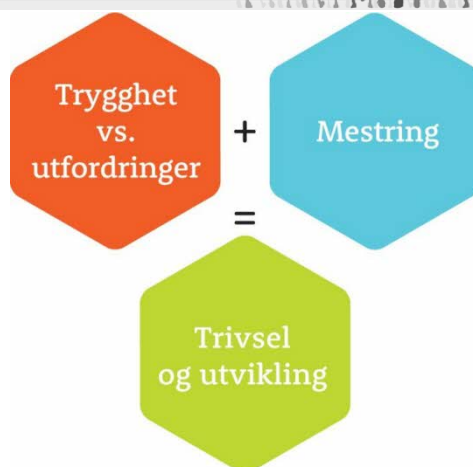 Trygghet
vs.
utfordringer
+
Mestring
=
Trivsel
og utvikling